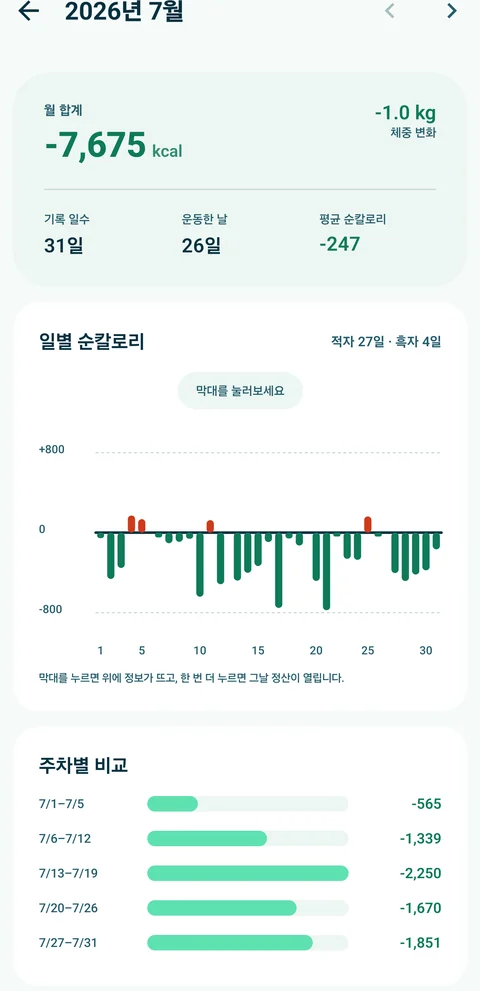 2026년 7월
월 합계
-7,675 kcal
-1.0 kg
체중 변화
기록 일수
운동한 날
평균 순칼로리
31일
26일
-247
일별 순칼로리
적자 27일 · 흑자 4일
막대를 눌러보세요
+800
0
-800
1 5 10 15 20 25 30
막대를 누르면 위에 정보가 뜨고, 한 번 더 누르면 그날 정산이 열립니다.
주차별 비교
7/1–7/5 -565
7/6–7/12 -1,339
7/13–7/19 -2,250
7/20–7/26 -1,670
7/27–7/31 -1,851